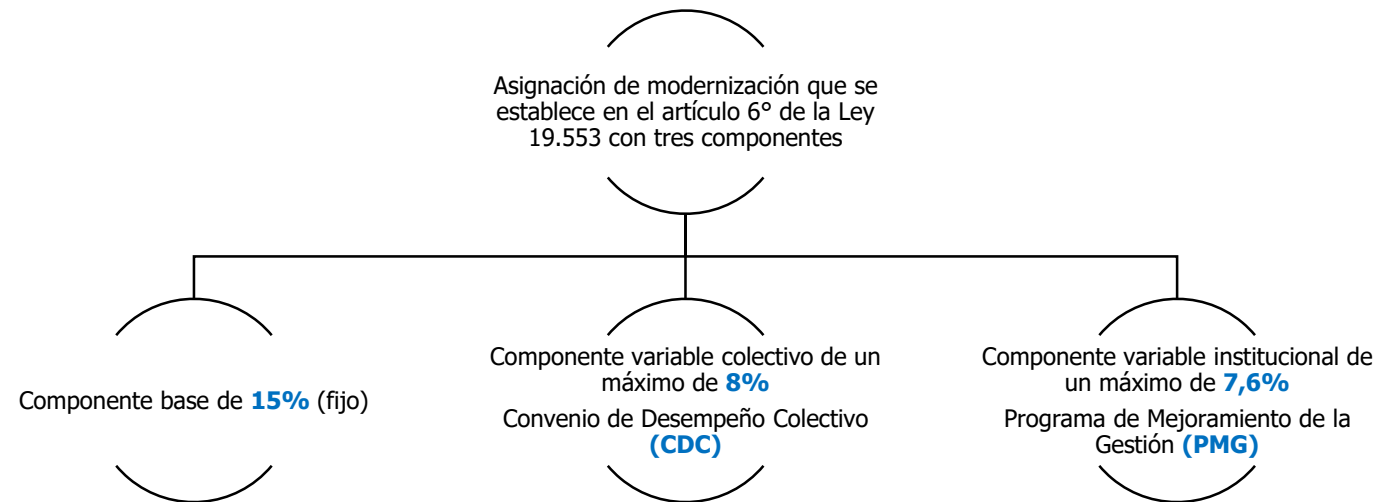 Asignación de modernización que se
establece en el artículo 6° de la Ley
19.553 con tres componentes
Componente base de 15% (fijo)
Componente variable colectivo de un
máximo de 8%
Convenio de Desempeño Colectivo
(CDC)
Componente variable institucional de
un máximo de 7,6%
Programa de Mejoramiento de la
Gestión (PMG)